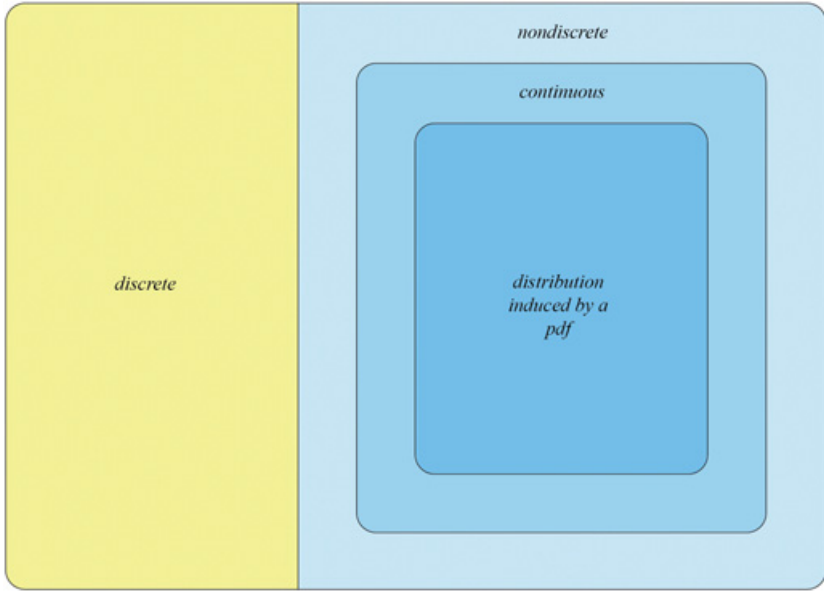 nondiscrete
continuous
discrete
distribution
induced by a
pdf